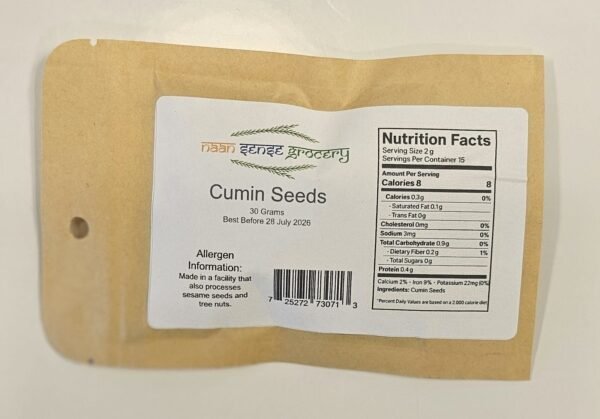 naan sense grocery
Cumin Seeds
30 Grams
Best Before 28 July 2026
Allergen
Information:
Made in a facility that
also processes
sesame seeds and
tree nuts.
7 25272 73071 3
Nutrition Facts
Serving Size 2 g
Servings Per Container 15
Amount Per Serving
Calories 8 8
Calories 0.3g 0%
- Saturated Fat 0.1g
- Trans Fat 0g
Cholesterol 0mg 0%
Sodium 3mg 0%
Total Carbohydrate 0.9g 0%
- Dietary Fiber 0.2g 1%
- Total Sugars 0g
Protein 0.4g
Calcium 2% - Iron 9% - Potassium 22mg (0%)
Ingredients: Cumin Seeds
*Percent Daily Values are based on a 2,000 calorie diet